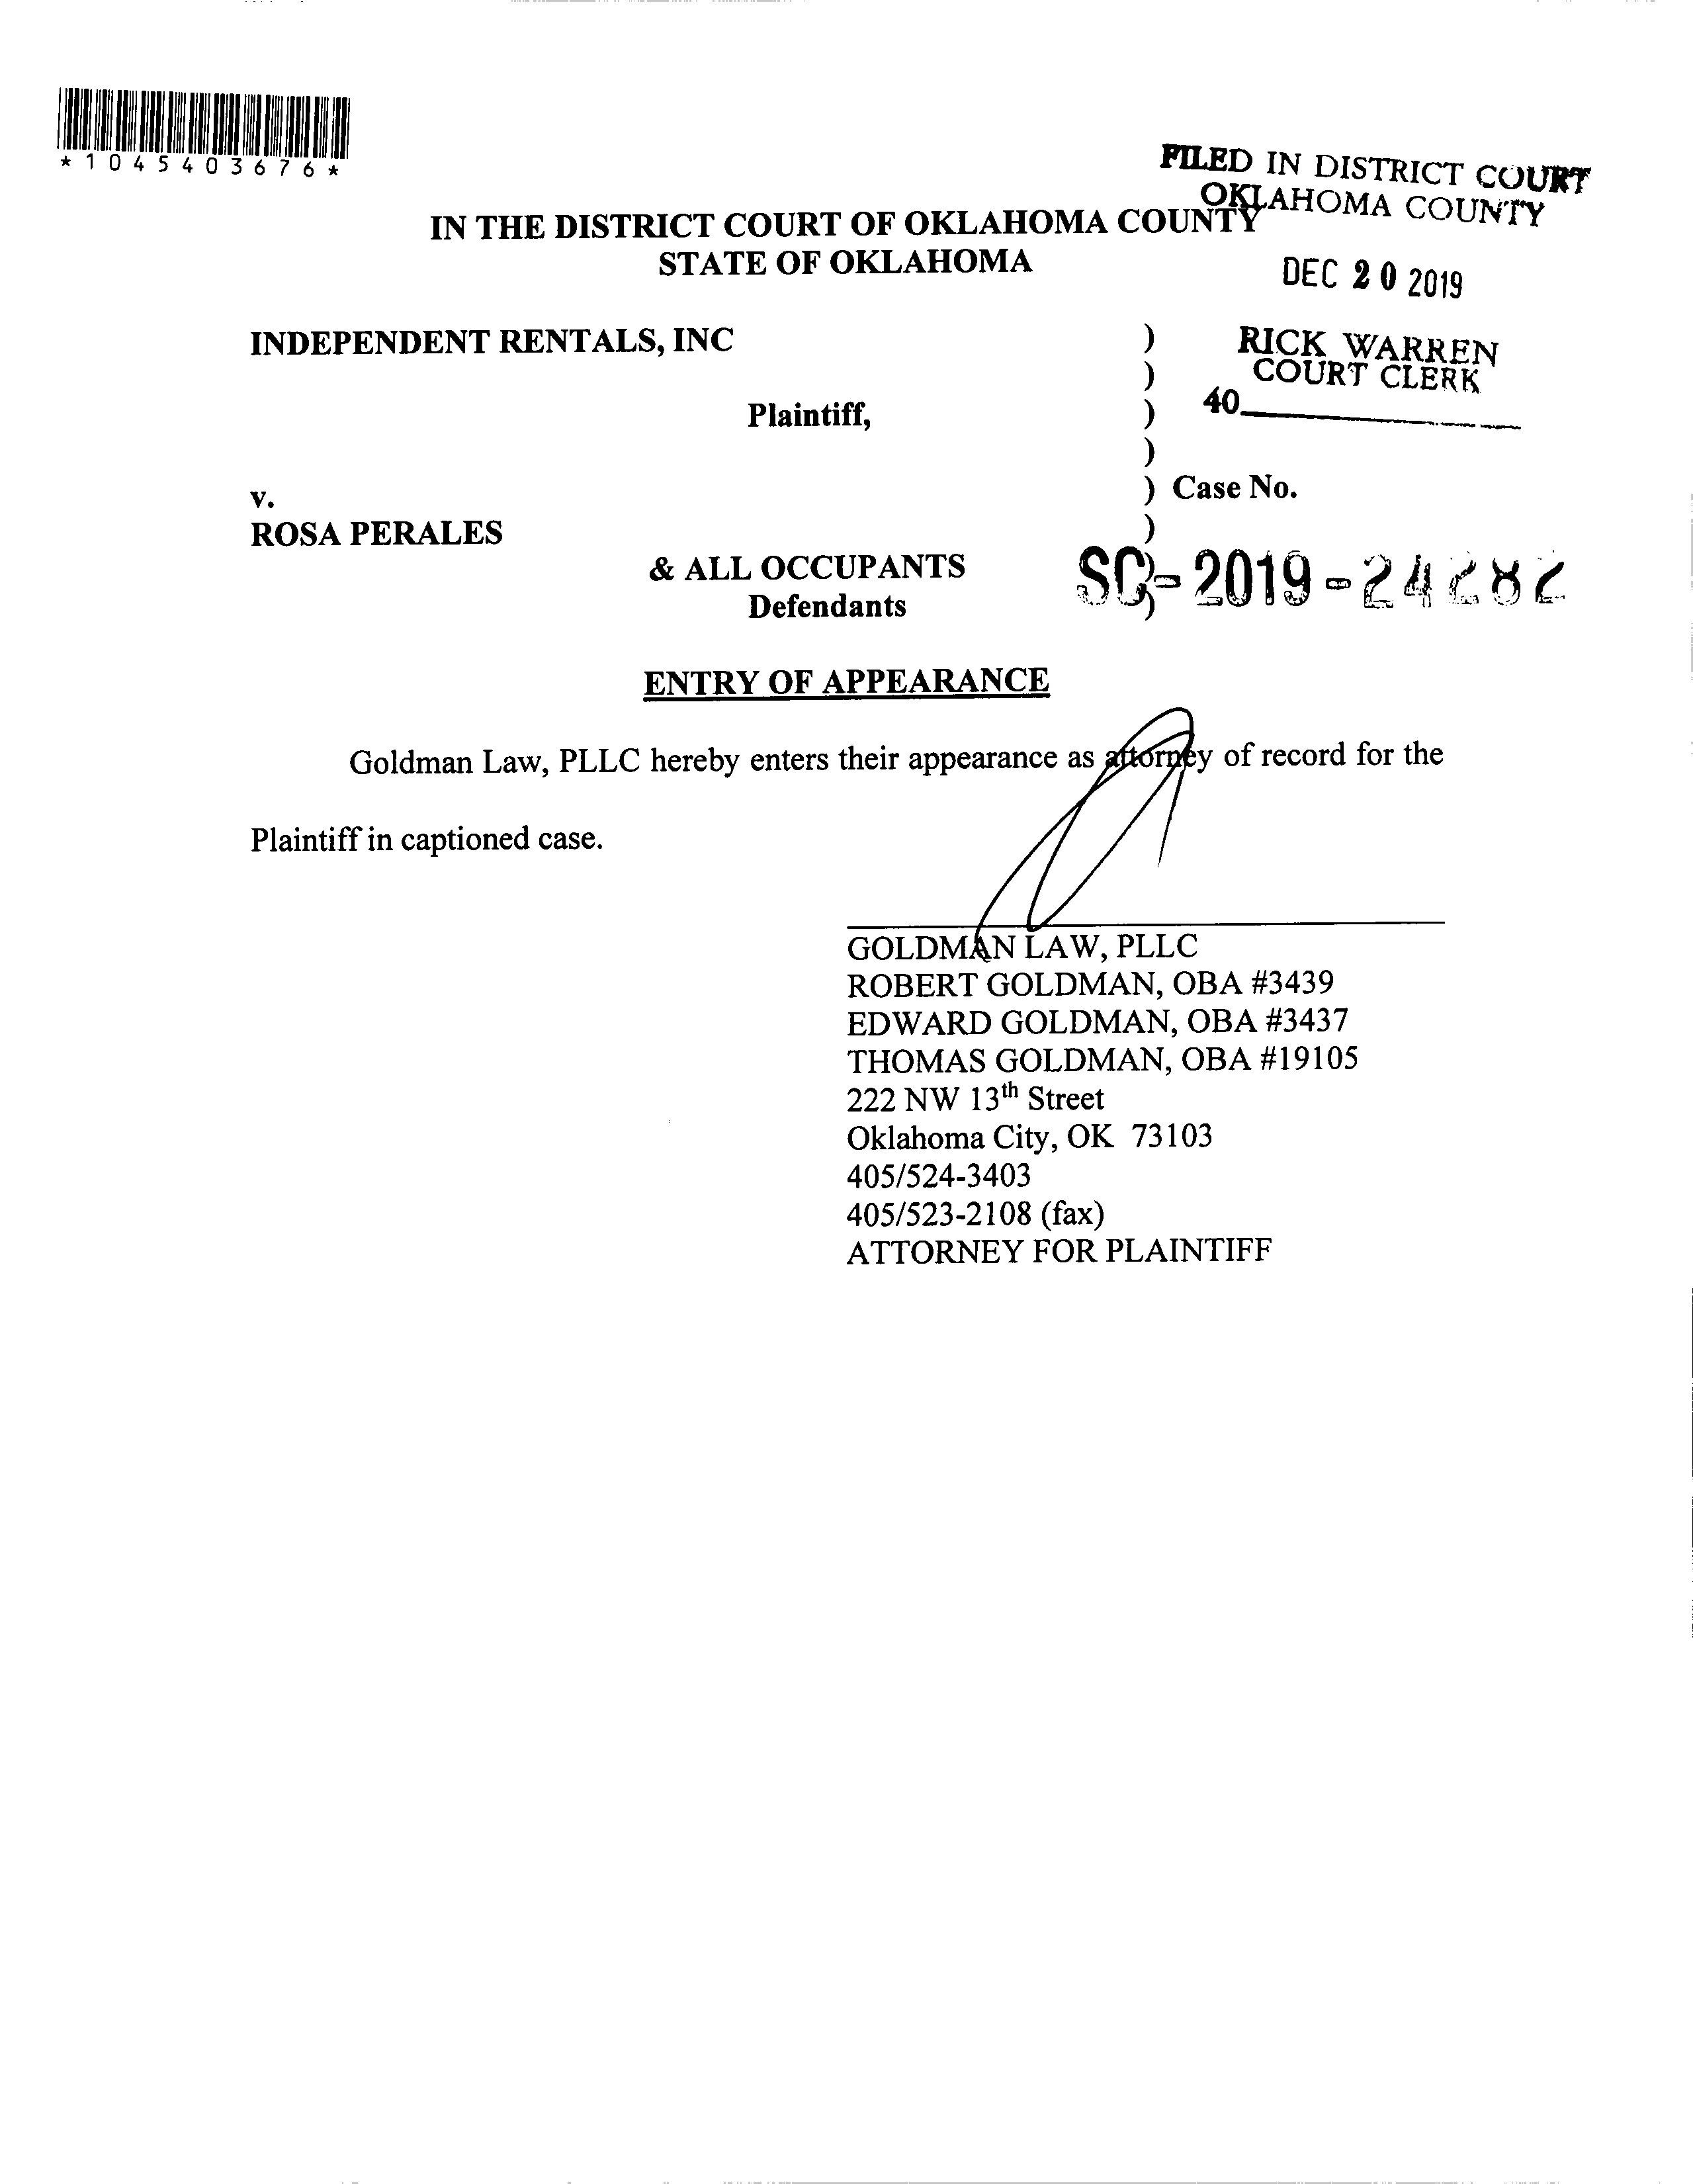 *1045403676*
FILED IN DISTRICT COURT
OKLAHOMA COUNTY
IN THE DISTRICT COURT OF OKLAHOMA COUNTY
STATE OF OKLAHOMA
DEC 20 2019
INDEPENDENT RENTALS, INC )
RICK WARREN
COURT CLERK
)
40
Plaintiff, )
)
v. ) Case No.
ROSA PERALES )
& ALL OCCUPANTS
SC-2019-24282
Defendants )
ENTRY OF APPEARANCE
Goldman Law, PLLC hereby enters their appearance as attorney of record for the
Plaintiff in captioned case.
GOLDMAN LAW, PLLC
ROBERT GOLDMAN, OBA #3439
EDWARD GOLDMAN, OBA #3437
THOMAS GOLDMAN, OBA #19105
222 NW 13th Street
Oklahoma City, OK 73103
405/524-3403
405/523-2108 (fax)
ATTORNEY FOR PLAINTIFF